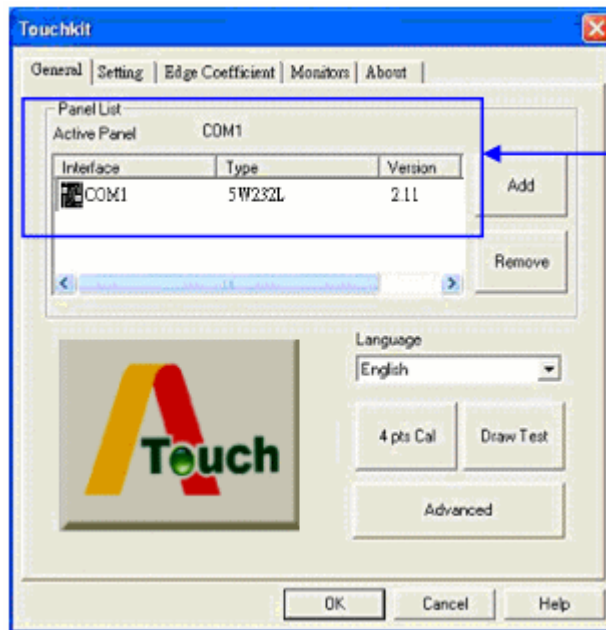 Touchkit
General Setting Edge Coefficient Monitors About
Panel List
Active Panel COM1
Interface Type Version
COM1 5W232L 2.11
Add
Remove
Language
English
4 pts Cal Draw Test
Advanced
A Touch
OK Cancel Help